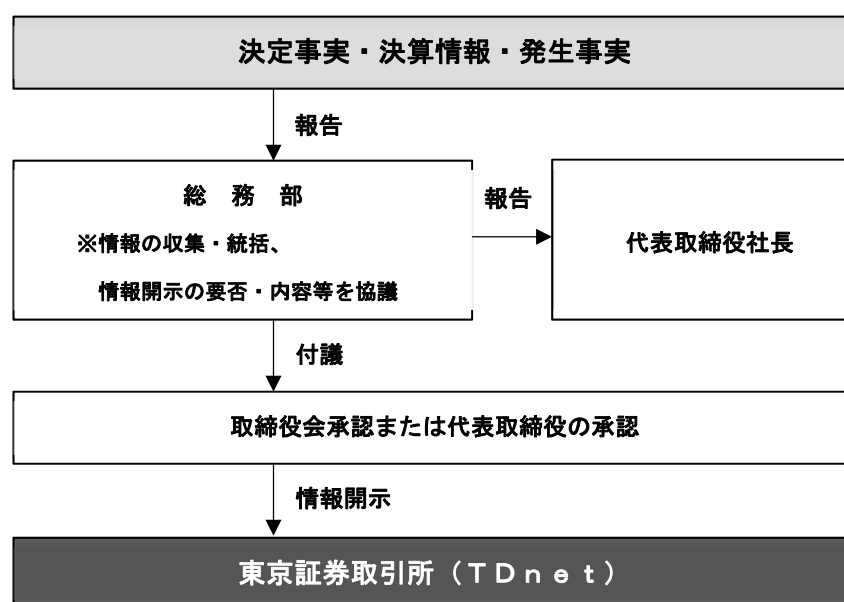 決定事実・決算情報・発生事実
報告
総　務　部
※情報の収集・統括、
情報開示の要否・内容等を協議
報告
代表取締役社長
付議
取締役会承認または代表取締役の承認
情報開示
東京証券取引所（ＴＤｎｅｔ）